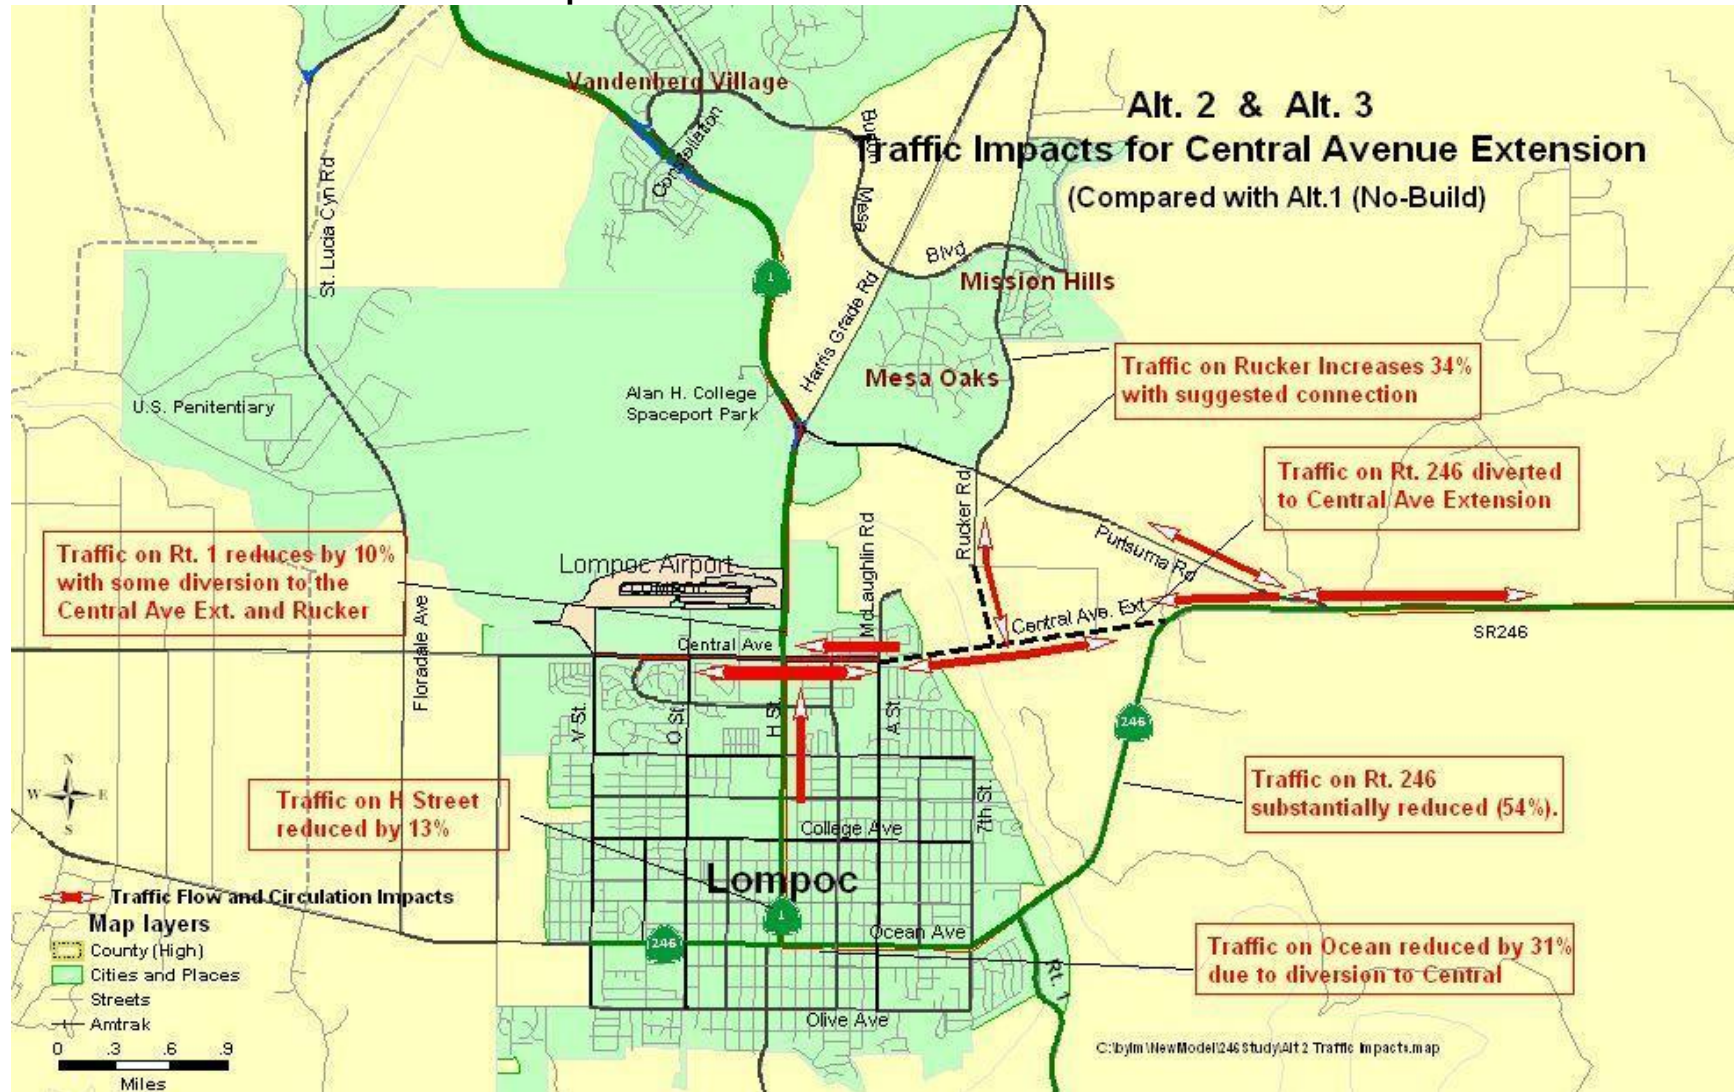 Vandenberg Village
Alt. 2 & Alt. 3
Traffic Impacts for Central Avenue Extension
(Compared with Alt.1 (No-Build)
Constellation
Burton
Mesa
Blvd
St. Lucia Cyn Rd
1
Harris Grade Rd
Mission Hills
Mesa Oaks
Traffic on Rucker Increases 34%
with suggested connection
Alan H. College
Spaceport Park
U.S. Penitentiary
Traffic on Rt. 246 diverted
to Central Ave Extension
Rucker Rd
Purisuma Rd
McLaughlin Rd
Traffic on Rt. 1 reduces by 10%
with some diversion to the
Central Ave Ext. and Rucker
Lompoc Airport
Floradale Ave
Central Ave
Central Ave. Ext
SR246
V St.
O St.
H St.
A St.
246
7th St.
N
W E
S
Traffic on H Street
reduced by 13%
Traffic on Rt. 246
substantially reduced (54%).
College Ave
Lompoc
1
Ocean Ave
246
Traffic on Ocean reduced by 31%
due to diversion to Central
Rt. 1
Olive Ave
Traffic Flow and Circulation Impacts
Map layers
County (High)
Cities and Places
Streets
Amtrak
0 .3 .6 .9
Miles
C:\bylm\NewModel\246Study\Alt 2 Traffic Impacts.map